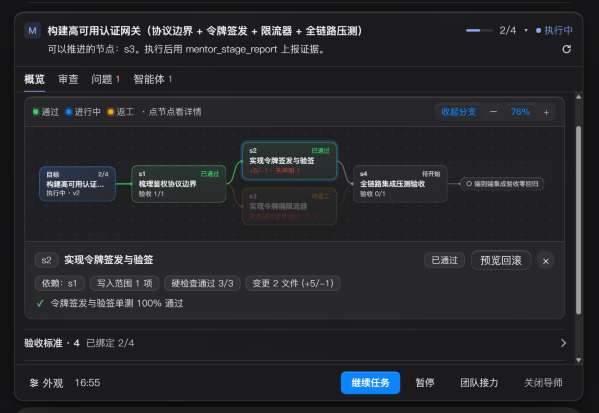 M 构建高可用认证网关（协议边界 + 令牌签发 + 限流器 + 全链路压测） 2/4 执行中
可以推进的节点：s3。执行后用 mentor_stage_report 上报证据。
概览 审查 问题 1 智能体 1
通过 进行中 返工 · 点节点看详情 收起分支 — 76% +
目标 2/4
构建高可用认证...
执行中 · v2
s1 已通过
梳理鉴权协议边界
验收 1/1
s2 已通过
实现令牌签发与验签
+5/-1 · 未声明 1
s3 待返工
实现令牌桶限流器
s4 待开始
全链路集成压测验收
验收 0/1
端到端集成验收零回归
s2 实现令牌签发与验签 已通过 预览回滚 ×
依赖：s1 写入范围 1 项 硬检查通过 3/3 变更 2 文件 (+5/-1)
✓ 令牌签发与验签单测 100% 通过
验收标准 · 4 已绑定 2/4
外观 16:55 继续任务 暂停 团队接力 关闭导师